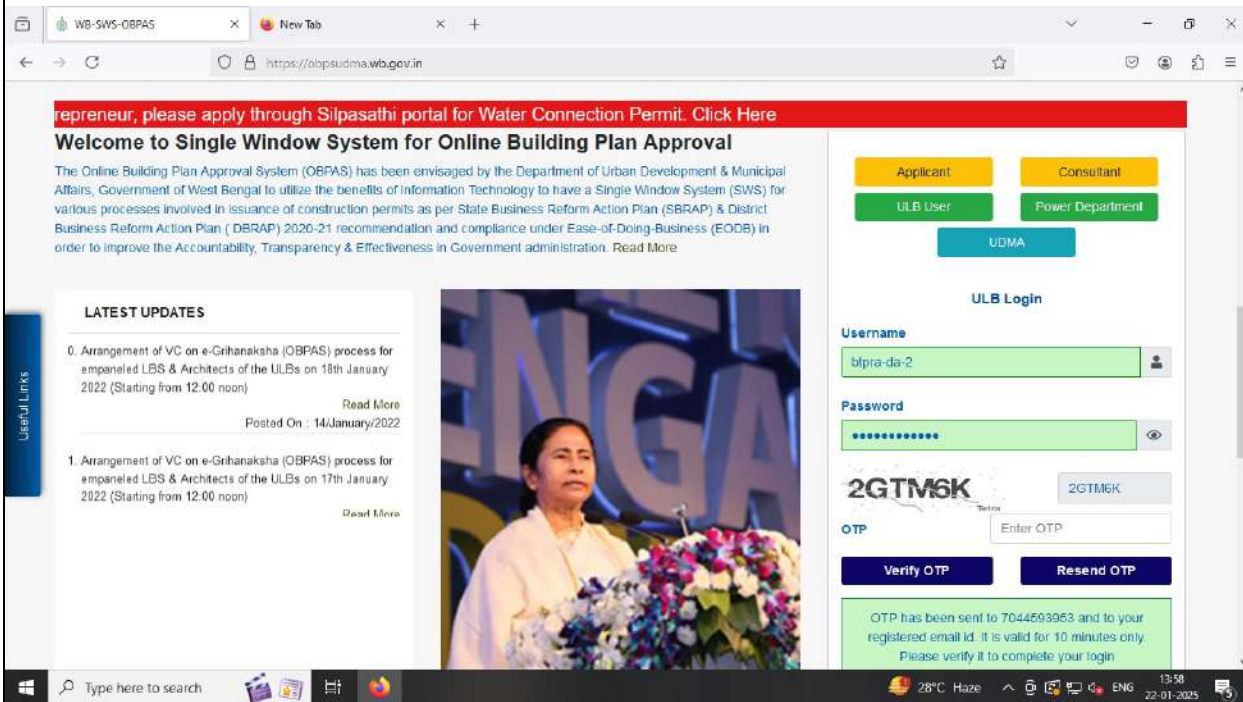 WB-SWS-OBPAS
New Tab
https://obpsudma.wb.gov.in
repreneur, please apply through Silpasathi portal for Water Connection Permit. Click Here
Welcome to Single Window System for Online Building Plan Approval
The Online Building Plan Approval System (OBPAS) has been envisaged by the Department of Urban Development & Municipal
Affairs, Government of West Bengal to utilize the benefits of Information Technology to have a Single Window System (SWS) for
various processes involved in issuance of construction permits as per State Business Reform Action Plan (SBRAP) & District
Business Reform Action Plan ( DBRAP) 2020-21 recommendation and compliance under Ease-of-Doing-Business (EODB) in
order to improve the Accountability, Transparency & Effectiveness in Government administration. Read More
Useful Links
LATEST UPDATES
0. Arrangement of VC on e-Grihanaksha (OBPAS) process for
empaneled LBS & Architects of the ULBs on 18th January
2022 (Starting from 12:00 noon)
Read More
Posted On : 14/January/2022
1. Arrangement of VC on e-Grihanaksha (OBPAS) process for
empaneled LBS & Architects of the ULBs on 17th January
2022 (Starting from 12:00 noon)
Read More
ENGA
Applicant
Consultant
ULB User
Power Department
UDMA
ULB Login
Username
blpra-da-2
Password
2GTM6K
2GTM6K
OTP
Enter OTP
Verify OTP
Resend OTP
OTP has been sent to 7044593953 and to your
registered email id. It is valid for 10 minutes only.
Please verify it to complete your login
Type here to search
28°C Haze
ENG
13:58
22-01-2025